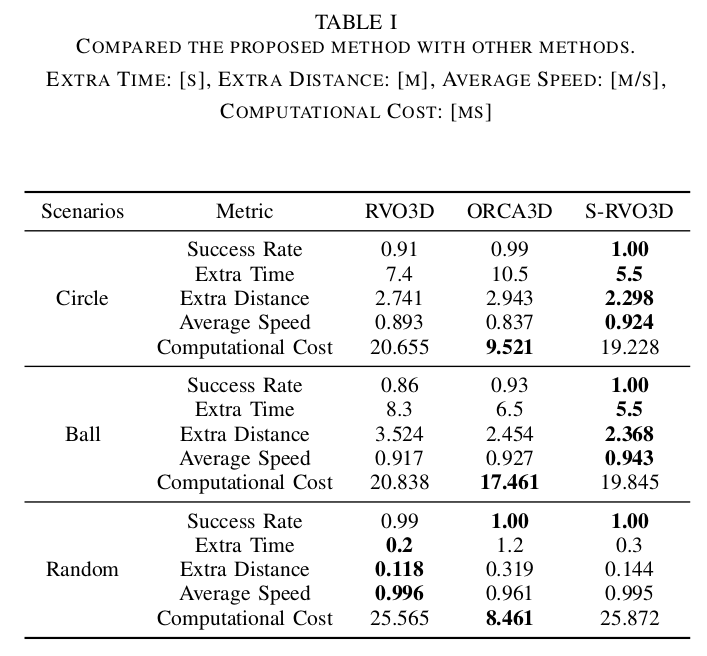 TABLE I
COMPARED THE PROPOSED METHOD WITH OTHER METHODS.
EXTRA TIME: [S], EXTRA DISTANCE: [M], AVERAGE SPEED: [M/S],
COMPUTATIONAL COST: [MS]
Scenarios Metric RVO3D ORCA3D S-RVO3D
Success Rate 0.91 0.99 1.00
Extra Time 7.4 10.5 5.5
Circle Extra Distance 2.741 2.943 2.298
Average Speed 0.893 0.837 0.924
Computational Cost 20.655 9.521 19.228
Success Rate 0.86 0.93 1.00
Extra Time 8.3 6.5 5.5
Ball Extra Distance 3.524 2.454 2.368
Average Speed 0.917 0.927 0.943
Computational Cost 20.838 17.461 19.845
Success Rate 0.99 1.00 1.00
Extra Time 0.2 1.2 0.3
Random Extra Distance 0.118 0.319 0.144
Average Speed 0.996 0.961 0.995
Computational Cost 25.565 8.461 25.872